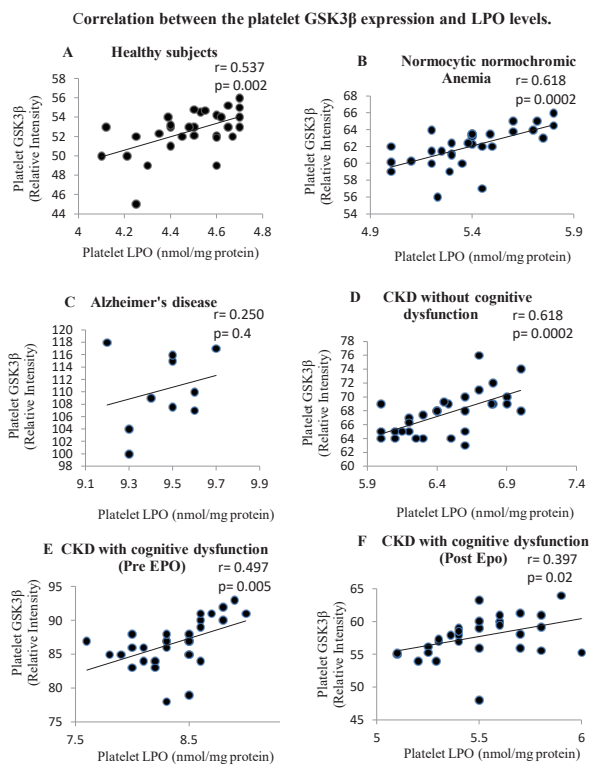 Correlation between the platelet GSK3β expression and LPO levels.
A Healthy subjects
r= 0.537
p= 0.002
Platelet GSK3β
(Relative Intensity)
58
56
54
52
50
48
46
44
4 4.2 4.4 4.6 4.8
Platelet LPO (nmol/mg protein)
B Normocytic normochromic
Anemia
r= 0.618
p= 0.0002
Platelet GSK3β
(Relative Intensity)
68
66
64
62
60
58
56
54
4.9 5.4 5.9
Platelet LPO (nmol/mg protein)
C Alzheimer's disease
r= 0.250
p= 0.4
Platelet GSK3β
(Relative Intensity)
120
118
116
114
112
110
108
106
104
102
100
98
9.1 9.3 9.5 9.7 9.9
Platelet LPO (nmol/mg protein)
D CKD without cognitive
dysfunction
r= 0.618
p= 0.0002
Platelet GSK3β
(Relative Intensity)
78
76
74
72
70
68
66
64
62
60
5.9 6.4 6.9 7.4
Platelet LPO (nmol/mg protein)
E CKD with cognitive dysfunction
(Pre EPO)
r= 0.497
p= 0.005
Platelet GSK3β
(Relative Intensity)
95
90
85
80
75
7.5 8.5
Platelet LPO (nmol/mg protein)
F CKD with cognitive dysfunction
(Post Epo)
r= 0.397
p= 0.02
Platelet GSK3β
(Relative Intensity)
65
60
55
50
45
5 5.5 6
Platelet LPO (nmol/mg protein)